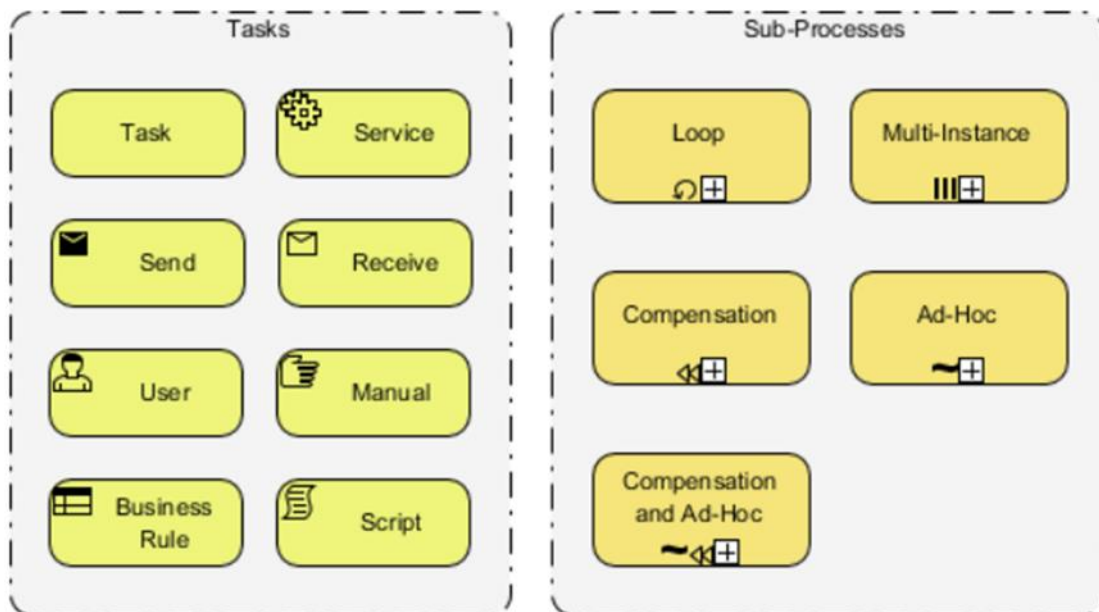 Tasks
Task
Service
Send
Receive
User
Manual
Business
Rule
Script
Sub-Processes
Loop
Multi-Instance
Compensation
Ad-Hoc
Compensation
and Ad-Hoc